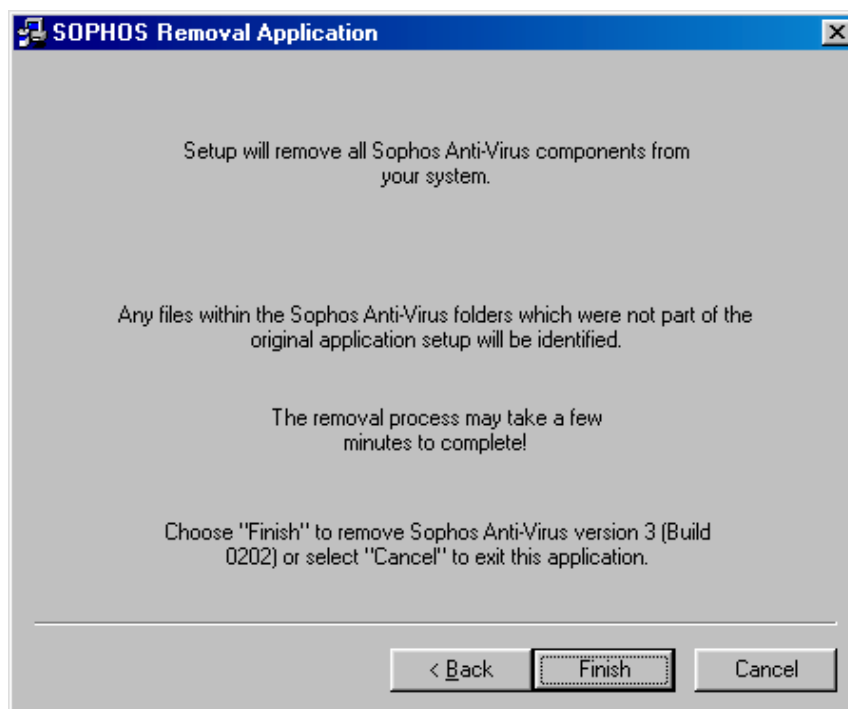 SOPHOS Removal Application
Setup will remove all Sophos Anti-Virus components from
your system.
Any files within the Sophos Anti-Virus folders which were not part of the
original application setup will be identified.
The removal process may take a few
minutes to complete!
Choose "Finish" to remove Sophos Anti-Virus version 3 (Build
0202) or select "Cancel" to exit this application.
< Back Finish Cancel